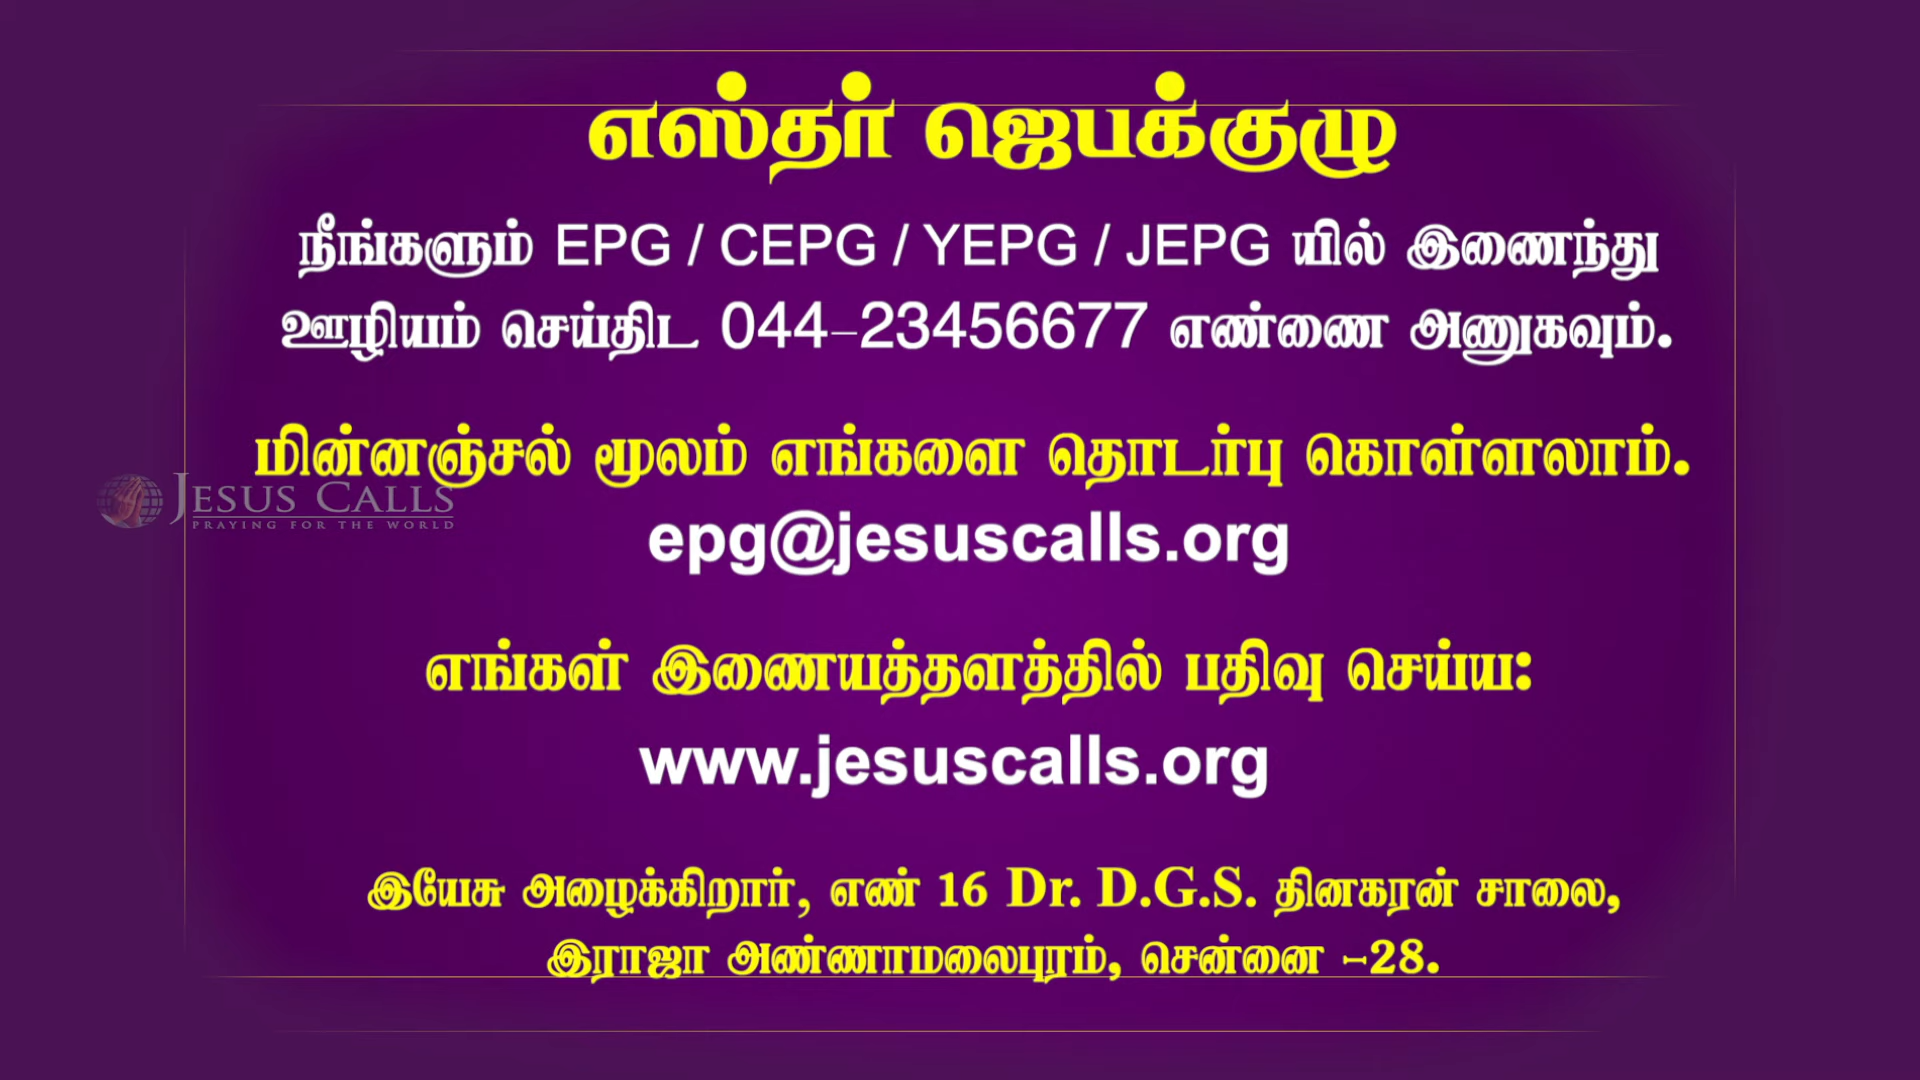 எஸ்தர் ஜெபக்குழு
நீங்களும் EPG / CEPG / YEPG / JEPG யில் இணைந்து
ஊழியம் செய்திட 044-23456677 எண்ணை அணுகவும்.
மின்னஞ்சல் மூலம் எங்களை தொடர்பு கொள்ளலாம்.
JESUS CALLS
PRAYING FOR THE WORLD
epg@jesuscalls.org
எங்கள் இணையத்தளத்தில் பதிவு செய்ய:
www.jesuscalls.org
இயேசு அழைக்கிறார், எண் 16 Dr. D.G.S. தினகரன் சாலை,
இராஜா அண்ணாமலைபுரம், சென்னை -28.